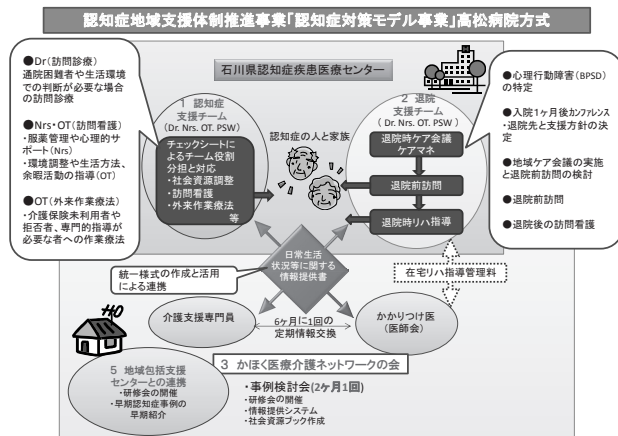 認知症地域支援体制推進事業「認知症対策モデル事業」高松病院方式
●Dr(訪問診療)
通院困難者や生活環境
での判断が必要な場合
の訪問診療
●Nrs・OT(訪問看護)
・服薬管理や心理的サ
ポート(Nrs)
・環境調整や生活方法、
余暇活動の指導(OT)
●OT(外来作業療法)
・介護保険未利用者や
拒否者、専門的指導が
必要な者への作業療法
石川県認知症疾患医療センター
1 認知症
支援チーム
(Dr. Nrs. OT. PSW)
チェックシート
によるチーム役割
分担と対応
・社会資源調整
・訪問看護
・外来作業療法
等
認知症の人と家族
2 退院
支援チーム
(Dr. Nrs. OT. PSW)
退院時ケア会議
ケアマネ
退院前訪問
退院時リハ指導
●心理行動障害(BPSD)
の特定
●入院1ヶ月後カンファレンス
・退院先と支援方針の決
定
●地域ケア会議の実施
と退院前訪問の検討
●退院前訪問
●退院後の訪問看護
日常生活
状況等に関する
情報提供書
統一様式の作成と活用
による連携
在宅リハ指導管理料
介護支援専門員
6ヶ月に1回の
定期情報交換
かかりつけ医
(医師会)
3 かほく医療介護ネットワークの会
・事例検討会(2ヶ月1回)
・研修会の開催
・情報提供システム
・社会資源ブック作成
5 地域包括支援
センターとの連携
・研修会の開催
・早期認知症事例の
早期紹介